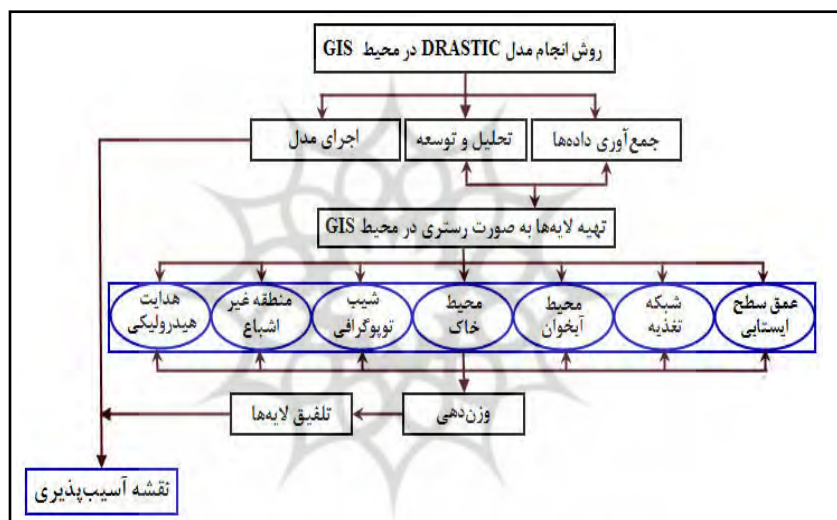 روش انجام مدل DRASTIC در محیط GIS
جمع‌آوری داده‌ها
تحلیل و توسعه
اجرای مدل
تهیه لایه‌ها به صورت رستری در محیط GIS
عمق سطح
ایستایی
شبکه
تغذیه
محیط
آبخوان
محیط
خاک
شیب
توپوگرافی
منطقه غیر
اشباع
هدایت
هیدرولیکی
وزن‌دهی
تلفیق لایه‌ها
نقشه آسیب‌پذیری